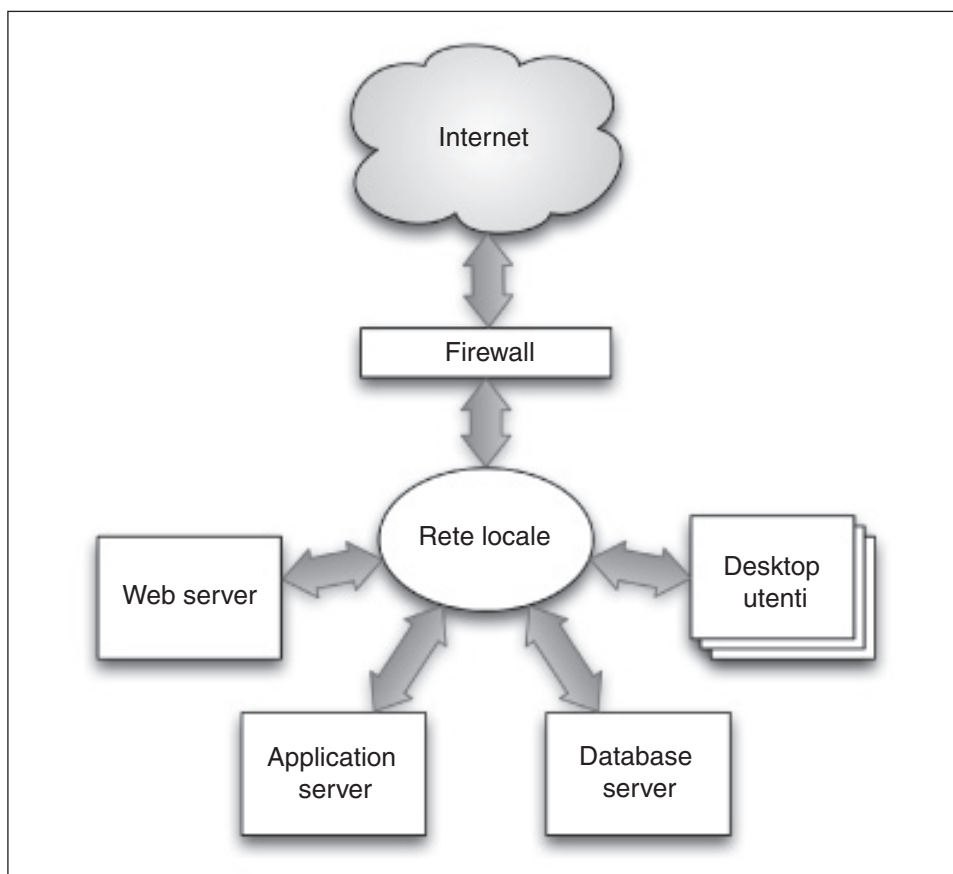 Internet
Firewall
Rete locale
Web server
Desktop
utenti
Application
server
Database
server